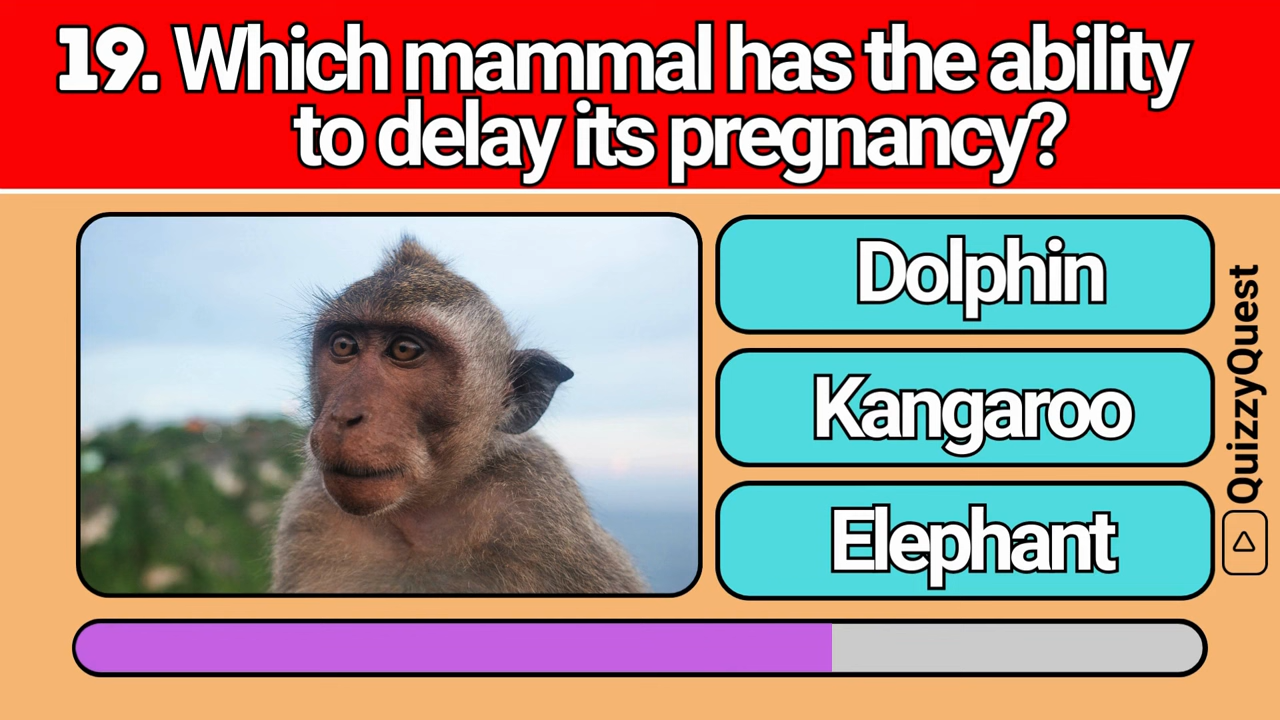 19. Which mammal has the ability
to delay its pregnancy?
Dolphin
Kangaroo
Elephant
QuizzyQuest